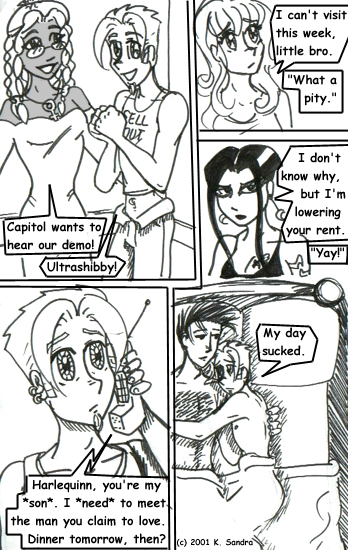 Capitol wants to
hear our demo!
ELL
OUT
Ultrashibby!
I can't visit
this week,
little bro.
"What a
pity."
I don't
know why,
but I'm
lowering
your rent.
"Yay!"
Harlequinn, you're my
*son*. I *need* to meet
the man you claim to love.
Dinner tomorrow, then?
My day
sucked.
(c) 2001 K. Sandra